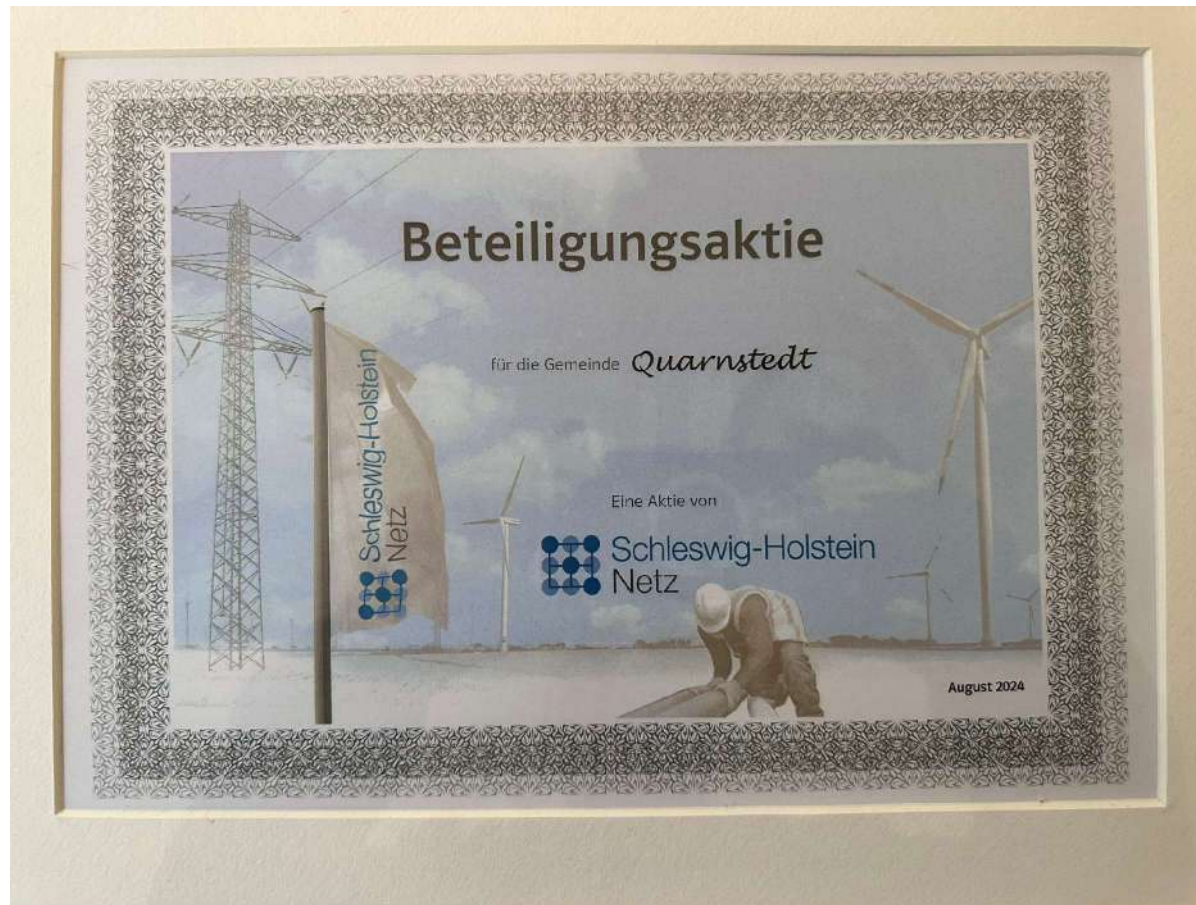 Beteiligungsaktie
für die Gemeinde Quarnstedt
Schleswig-Holstein
Netz
Eine Aktie von
Schleswig-Holstein
Netz
August 2024